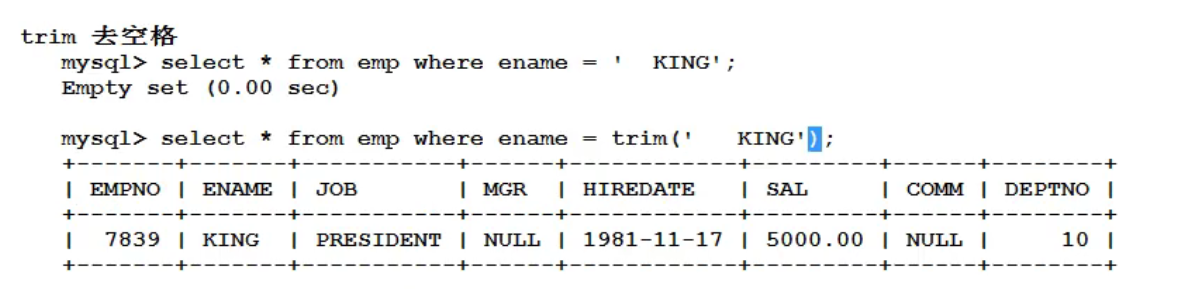 trim 去空格
mysql> select * from emp where ename = '  KING';
Empty set (0.00 sec)
mysql> select * from emp where ename = trim('   KING');
+-------+-------+-----------+------+------------+---------+------+--------+
| EMPNO | ENAME | JOB       | MGR  | HIREDATE   | SAL     | COMM | DEPTNO |
+-------+-------+-----------+------+------------+---------+------+--------+
|  7839 | KING  | PRESIDENT | NULL | 1981-11-17 | 5000.00 | NULL |     10 |
+-------+-------+-----------+------+------------+---------+------+--------+